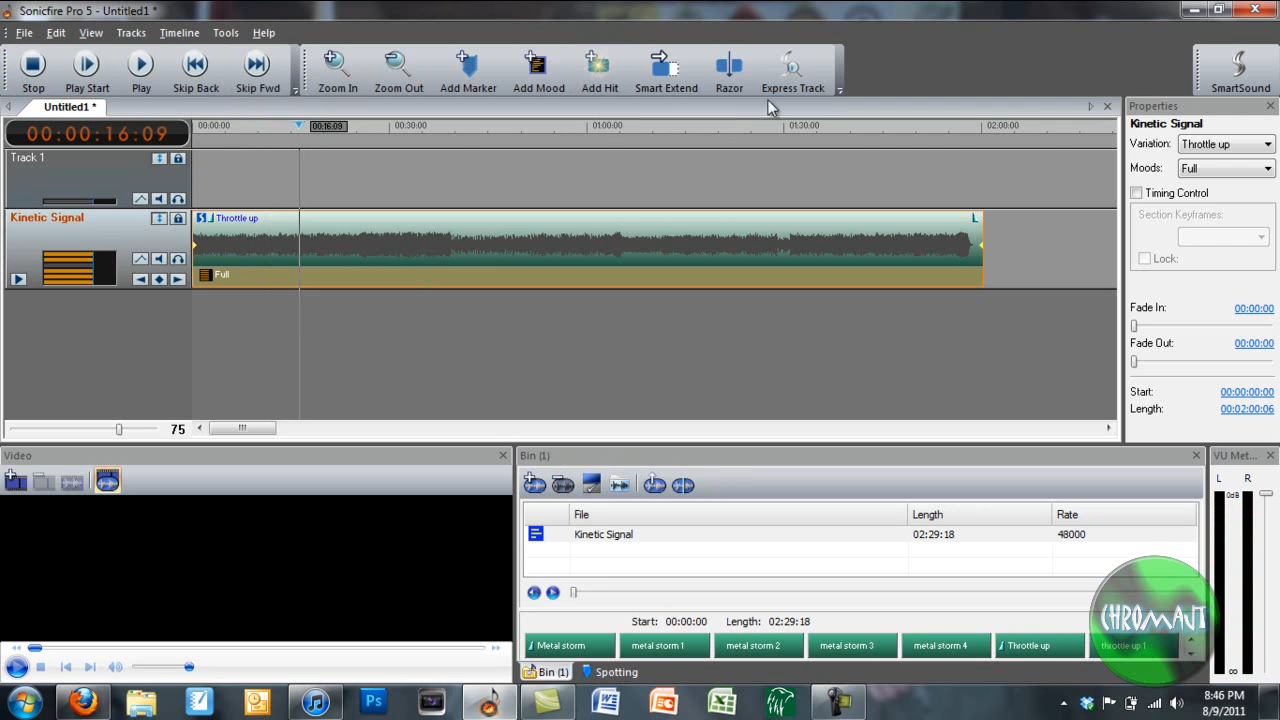 Sonicfire Pro 5 - Untitled1 *
File Edit View Tracks Timeline Tools Help
Stop Play Start Play Skip Back Skip Fwd Zoom In Zoom Out Add Marker Add Mood Add Hit Smart Extend Razor Express Track SmartSound
Untitled1 *
Properties
00:00:16:09
00:00:00 00:16:09 00:30:00 01:00:00 01:30:00 02:00:00
Kinetic Signal
Variation: Throttle up
Moods: Full
Timing Control
Section Keyframes:
Lock:
Fade In: 00:00:00
Fade Out: 00:00:00
Start: 00:00:00:00
Length: 00:02:00:06
Track 1
Kinetic Signal
Throttle up
Full
75
Video
Bin (1)
VU Met...
L R
0dB
∞
File Length Rate
Kinetic Signal 02:29:18 48000
Start: 00:00:00 Length: 02:29:18
Metal storm metal storm 1 metal storm 2 metal storm 3 metal storm 4 Throttle up throttle up 1
Bin (1) Spotting
CHROMANT
Ps
8:46 PM
8/9/2011